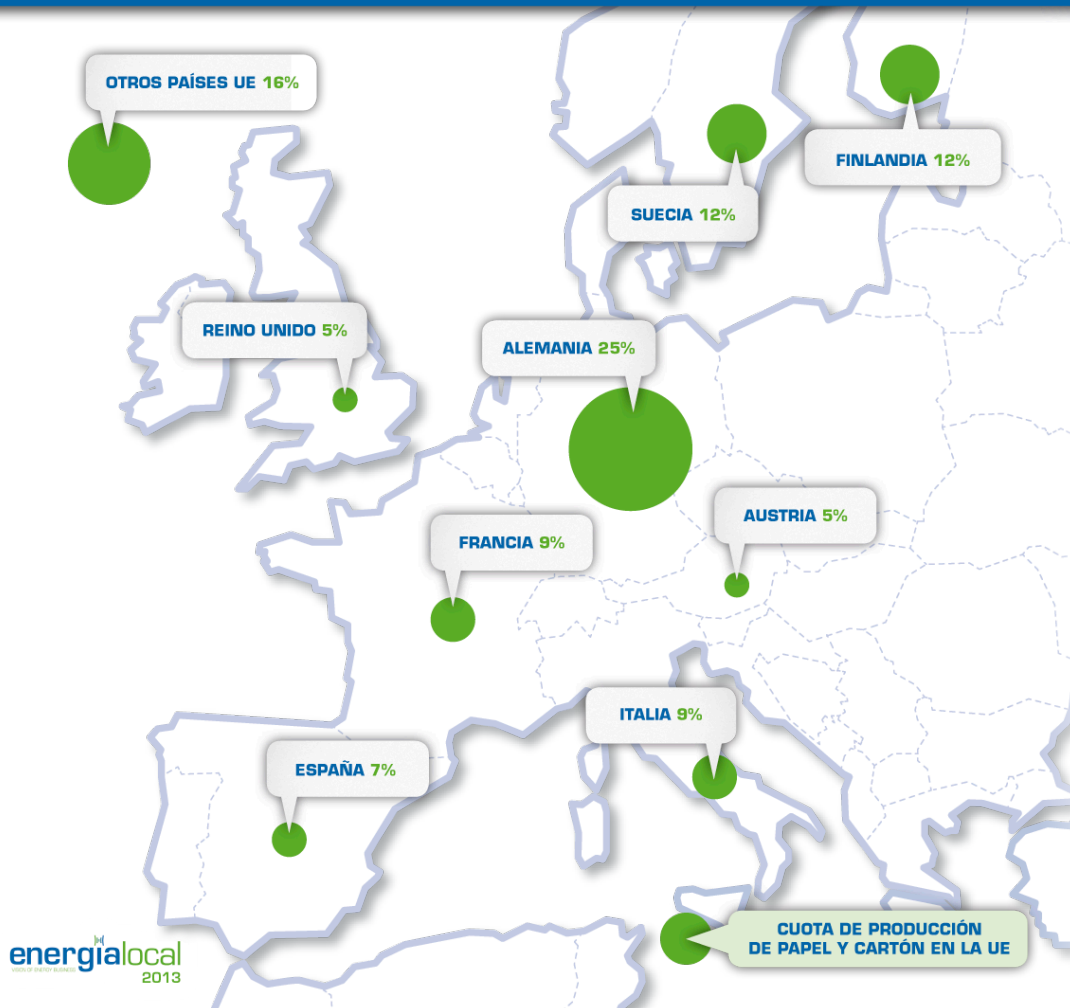 OTROS PAÍSES UE 16%
FINLANDIA 12%
SUECIA 12%
REINO UNIDO 5%
ALEMANIA 25%
AUSTRIA 5%
FRANCIA 9%
ITALIA 9%
ESPAÑA 7%
CUOTA DE PRODUCCIÓN
DE PAPEL Y CARTÓN EN LA UE
energíalocal
2013